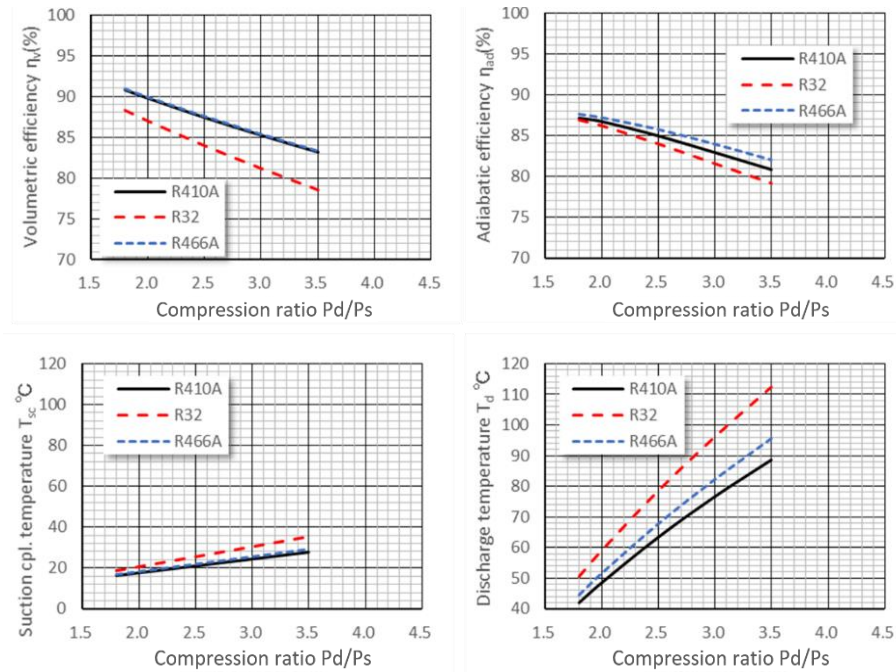 Volumetric efficiency ηv(%)
100
95
90
85
80
75
70
R410A
R32
R466A
1.5 2.0 2.5 3.0 3.5 4.0 4.5
Compression ratio Pd/Ps
Adiabatic efficiency ηad(%)
100
95
90
85
80
75
70
R410A
R32
R466A
1.5 2.0 2.5 3.0 3.5 4.0 4.5
Compression ratio Pd/Ps
Suction cpl. temperature Tsc °C
120
100
80
60
40
20
0
R410A
R32
R466A
1.5 2.0 2.5 3.0 3.5 4.0 4.5
Compression ratio Pd/Ps
Discharge temperature Td °C
120
110
100
90
80
70
60
50
40
R410A
R32
R466A
1.5 2.0 2.5 3.0 3.5 4.0 4.5
Compression ratio Pd/Ps